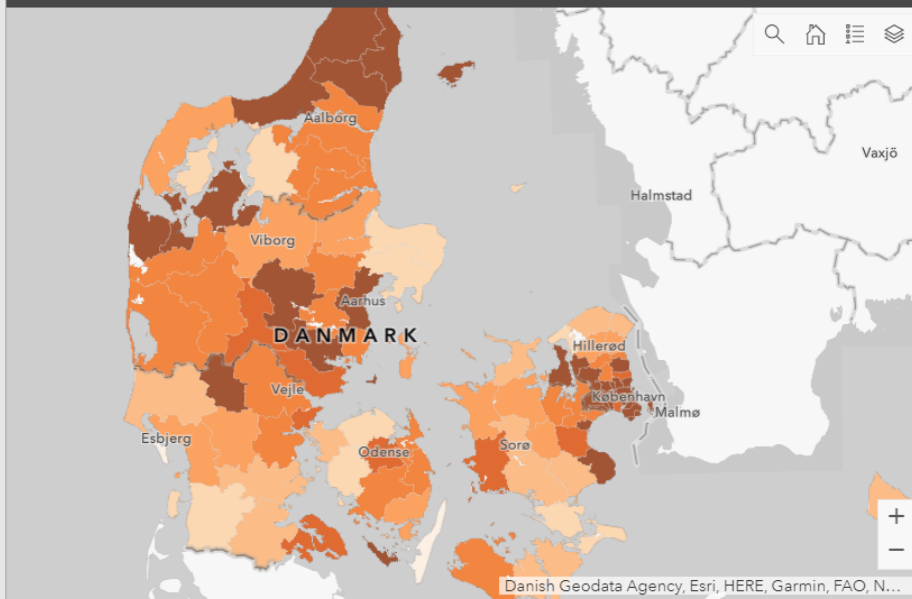 Aalborg
Växjö
Halmstad
Viborg
Aarhus
DANMARK
Hillerød
Vejle
København
Malmø
Esbjerg
Sorø
Odense
+
−
Danish Geodata Agency, Esri, HERE, Garmin, FAO, N...